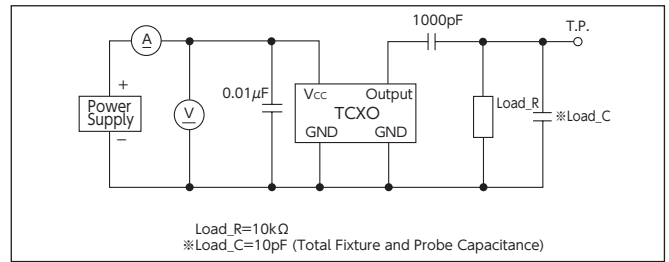 1000pF
T.P.
A
+
Power
Supply
−
V
0.01μF
Vcc Output
TCXO
GND GND
Load_R
※Load_C
Load_R=10kΩ
※Load_C=10pF (Total Fixture and Probe Capacitance)